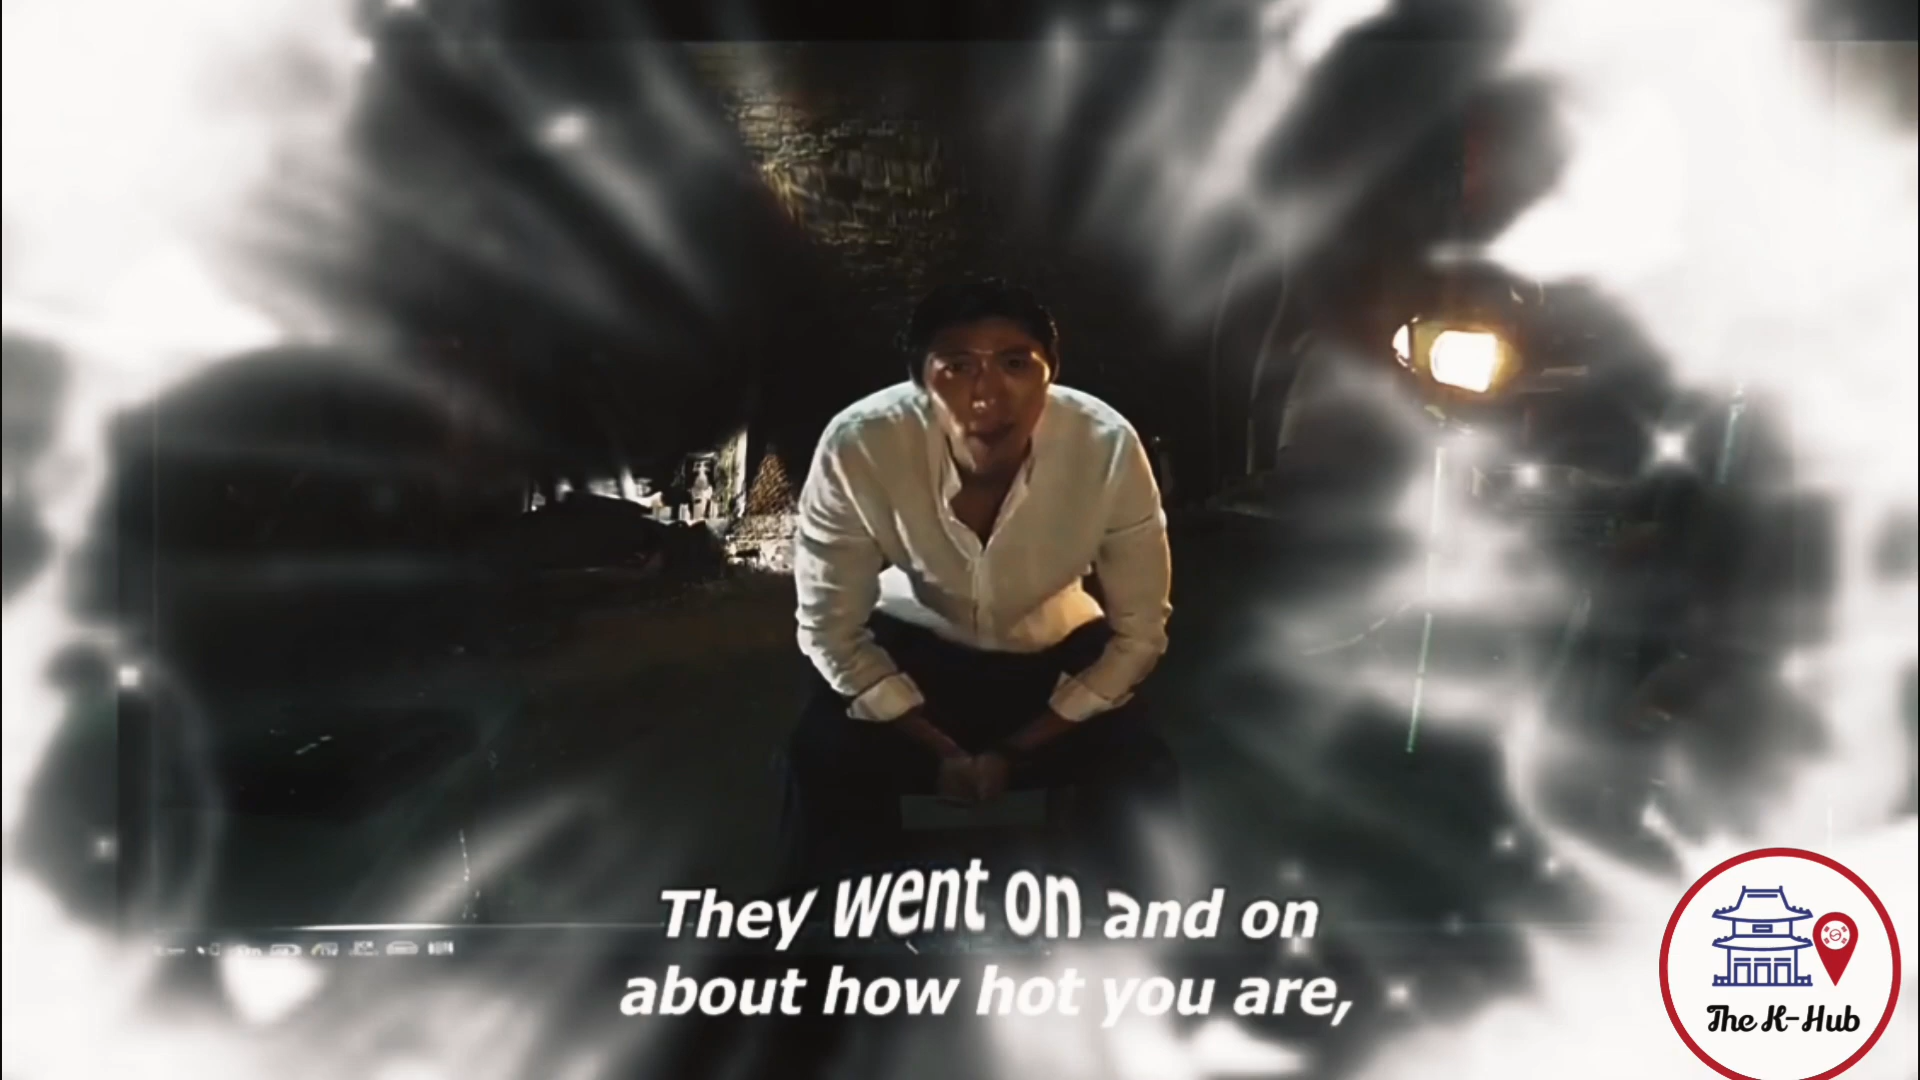 They went on and on
about how hot you are,
The K-Hub